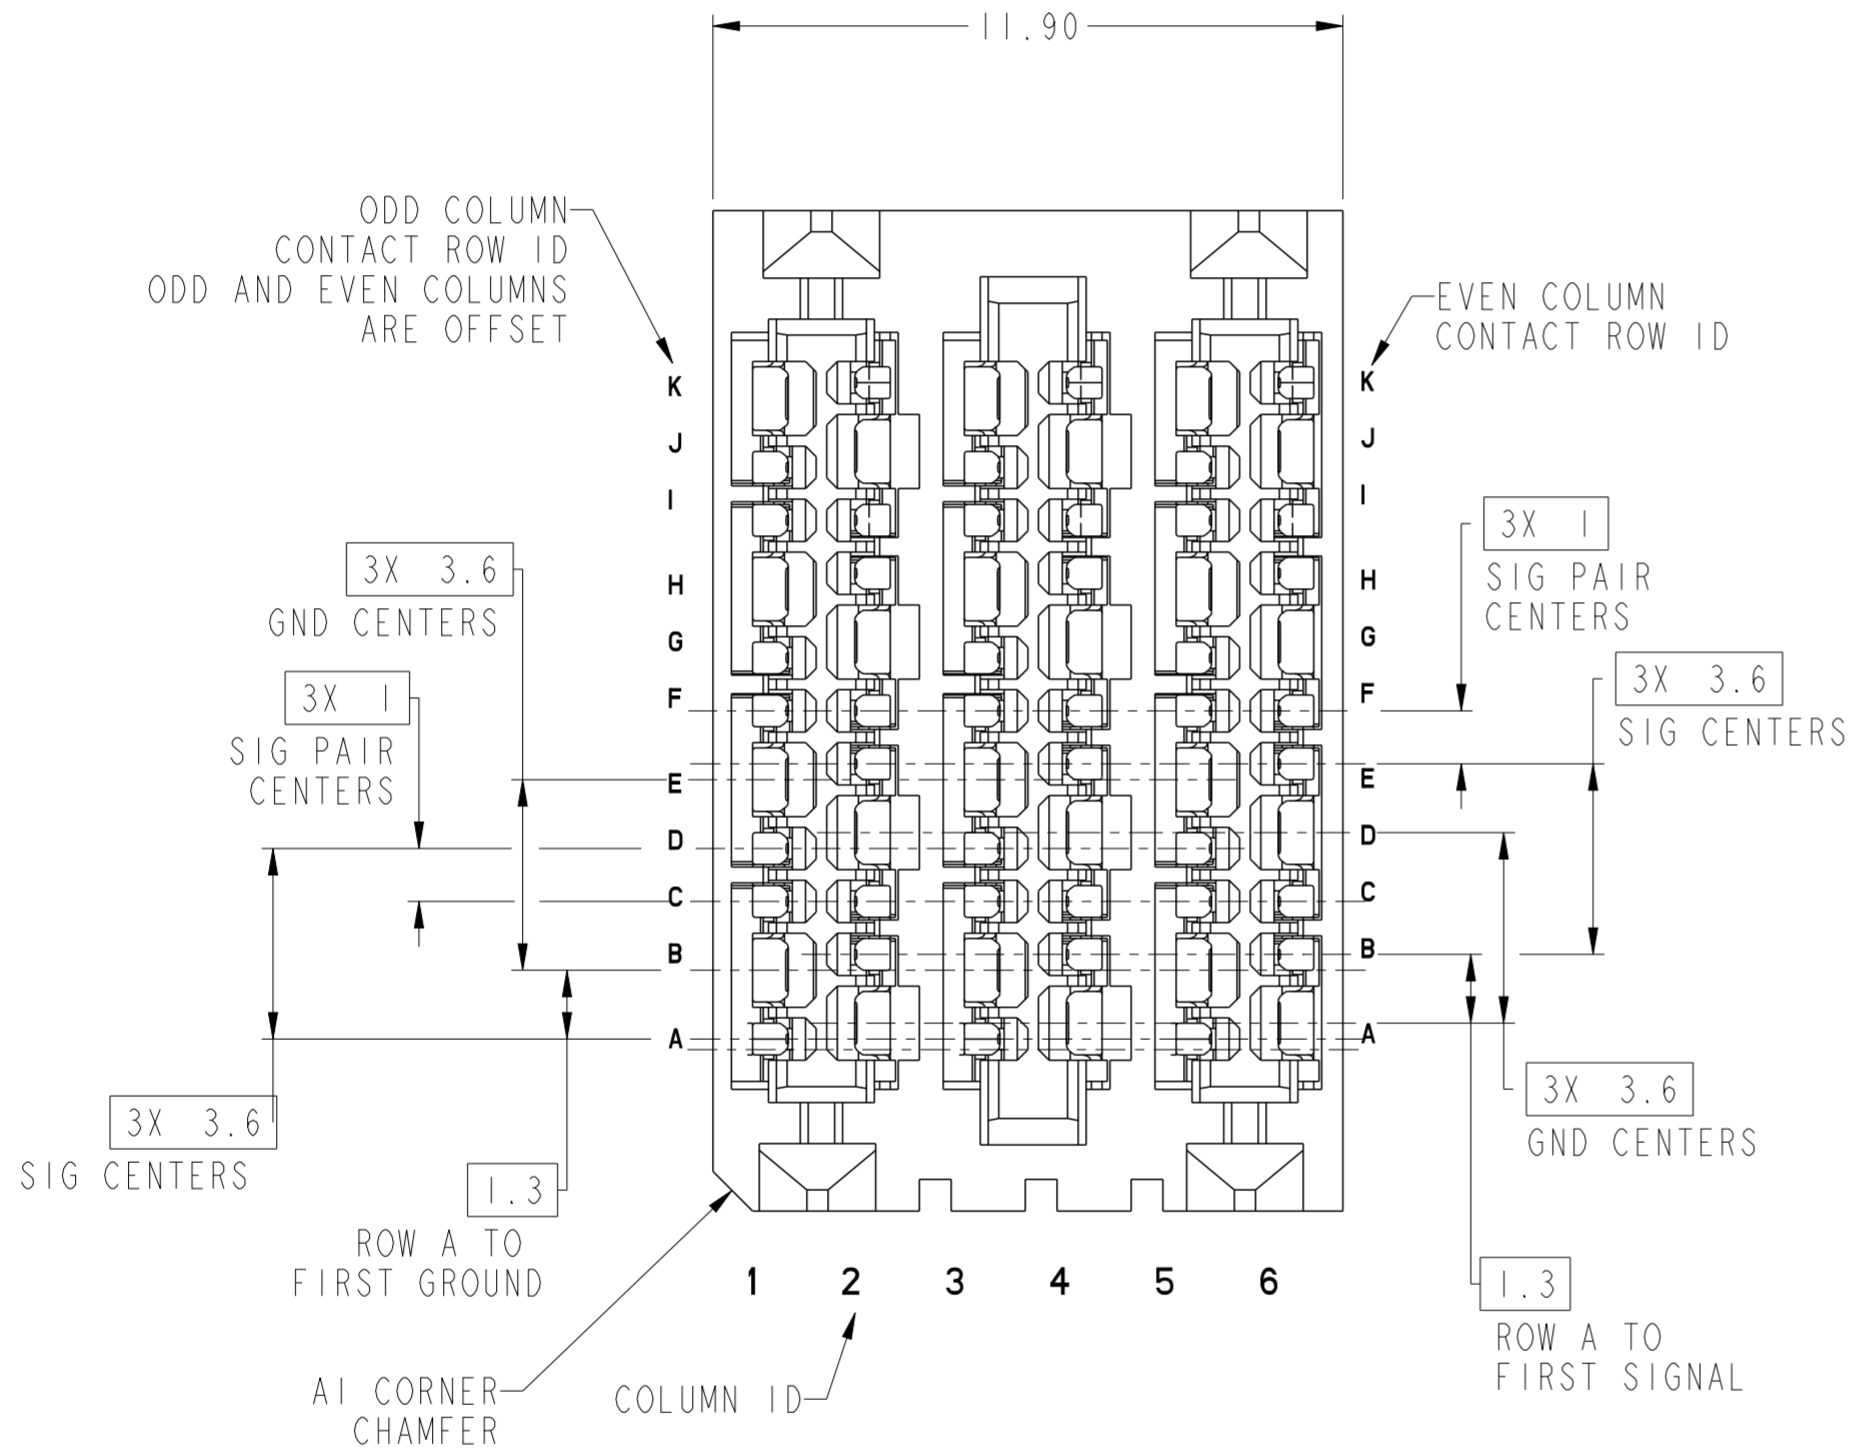 11.90
ODD COLUMN
CONTACT ROW ID
ODD AND EVEN COLUMNS
ARE OFFSET
EVEN COLUMN
CONTACT ROW ID
K
J
I
H
G
F
E
D
C
B
A
K
J
I
H
G
F
E
D
C
B
A
3X 3.6
GND CENTERS
3X 1
SIG PAIR
CENTERS
3X 3.6
SIG CENTERS
1.3
ROW A TO
FIRST GROUND
3X 1
SIG PAIR
CENTERS
3X 3.6
SIG CENTERS
3X 3.6
GND CENTERS
1.3
ROW A TO
FIRST SIGNAL
1 2 3 4 5 6
A1 CORNER
CHAMFER
COLUMN ID